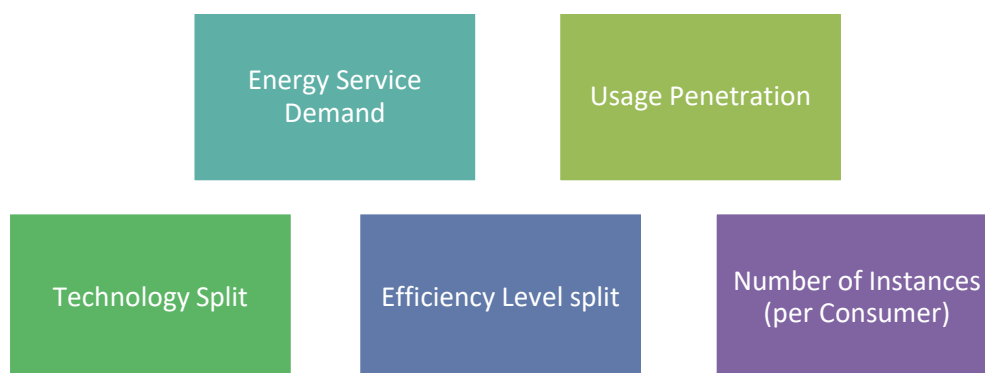 Energy Service
Demand
Usage Penetration
Technology Split
Efficiency Level split
Number of Instances
(per Consumer)